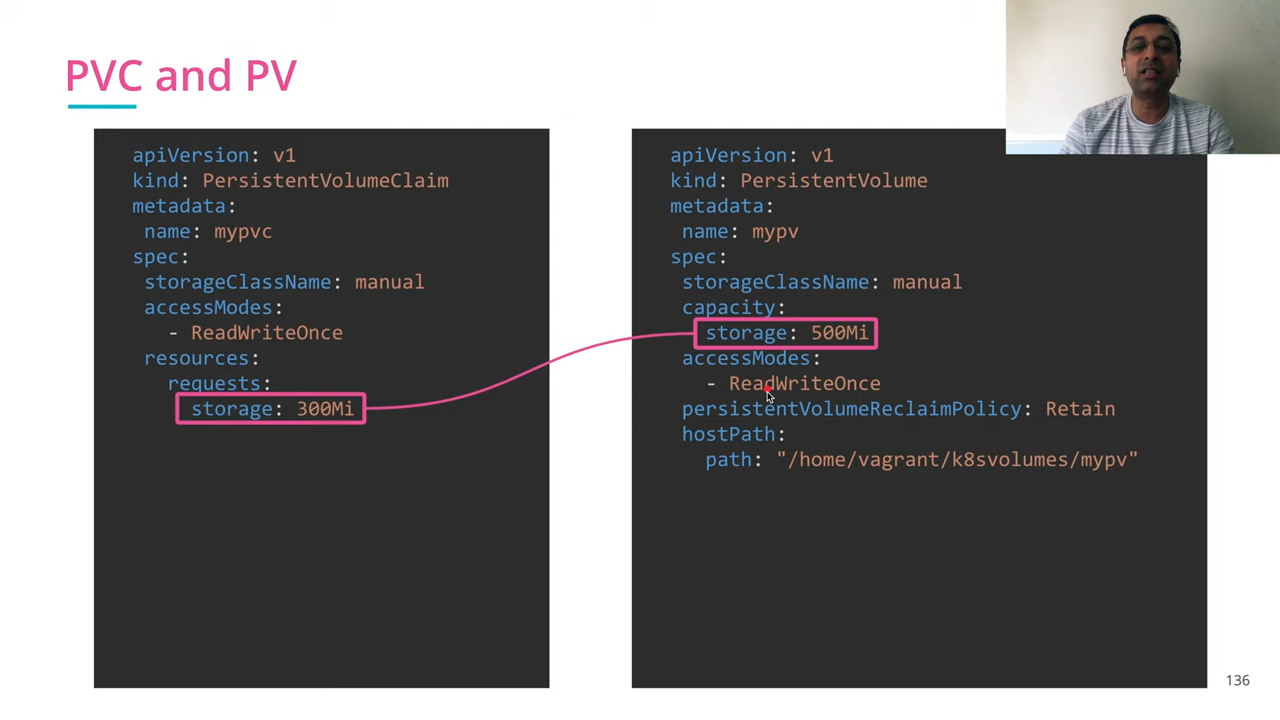 PVC and PV
apiVersion: v1
kind: PersistentVolumeClaim
metadata:
name: mypvc
spec:
storageClassName: manual
accessModes:
- ReadWriteOnce
resources:
requests:
storage: 300Mi
apiVersion: v1
kind: PersistentVolume
metadata:
name: mypv
spec:
storageClassName: manual
capacity:
storage: 500Mi
accessModes:
- ReadWriteOnce
persistentVolumeReclaimPolicy: Retain
hostPath:
path: "/home/vagrant/k8svolumes/mypv"
136